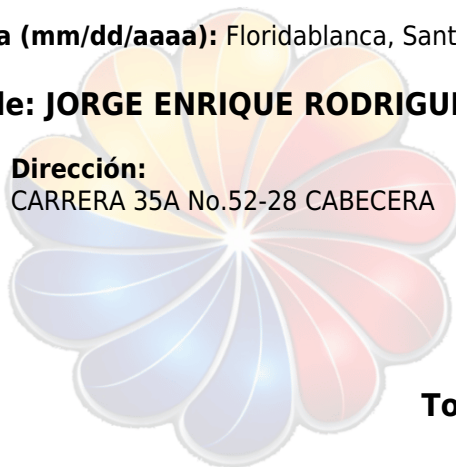 a (mm/dd/aaaa): Floridablanca, Sant
le: JORGE ENRIQUE RODRIGU
Dirección:
CARRERA 35A No.52-28 CABECERA
To